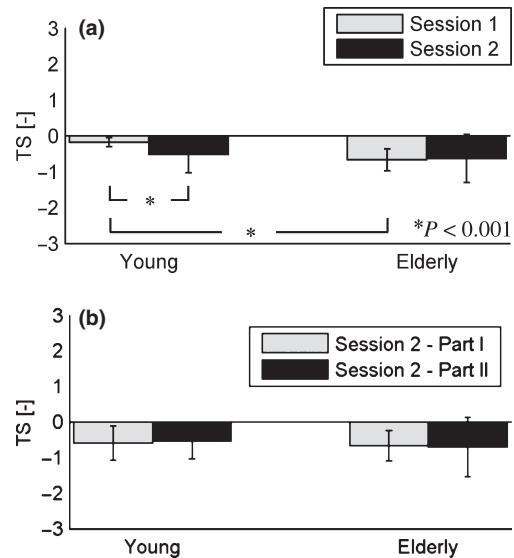 (a)
Session 1
Session 2
3
2
1
0
−1
−2
−3
TS [-]
*
*
*P < 0.001
Young
Elderly
(b)
Session 2 - Part I
Session 2 - Part II
3
2
1
0
−1
−2
−3
TS [-]
Young
Elderly